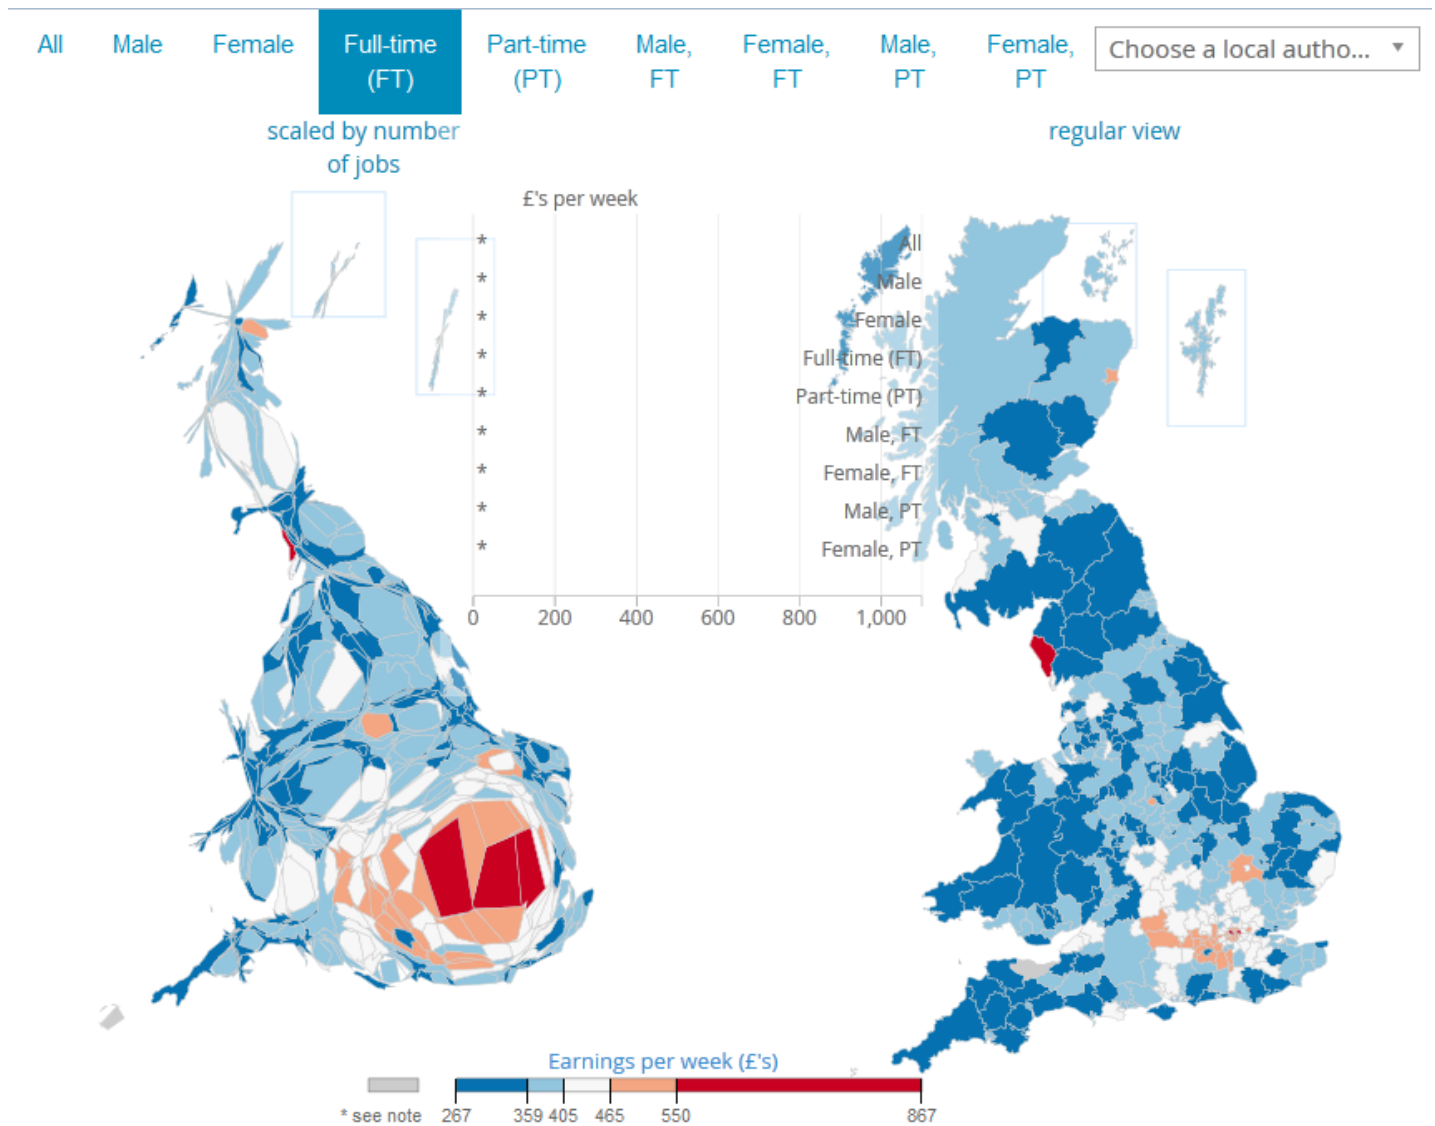 All
Male
Female
Full-time
(FT)
Part-time
(PT)
Male,
FT
Female,
FT
Male,
PT
Female,
PT
Choose a local autho...
scaled by number
of jobs
regular view
£'s per week
* All
* Male
* Female
* Full-time (FT)
* Part-time (PT)
* Male, FT
* Female, FT
* Male, PT
* Female, PT
0 200 400 600 800 1,000
Earnings per week (£'s)
* see note 267 359 405 465 550 867